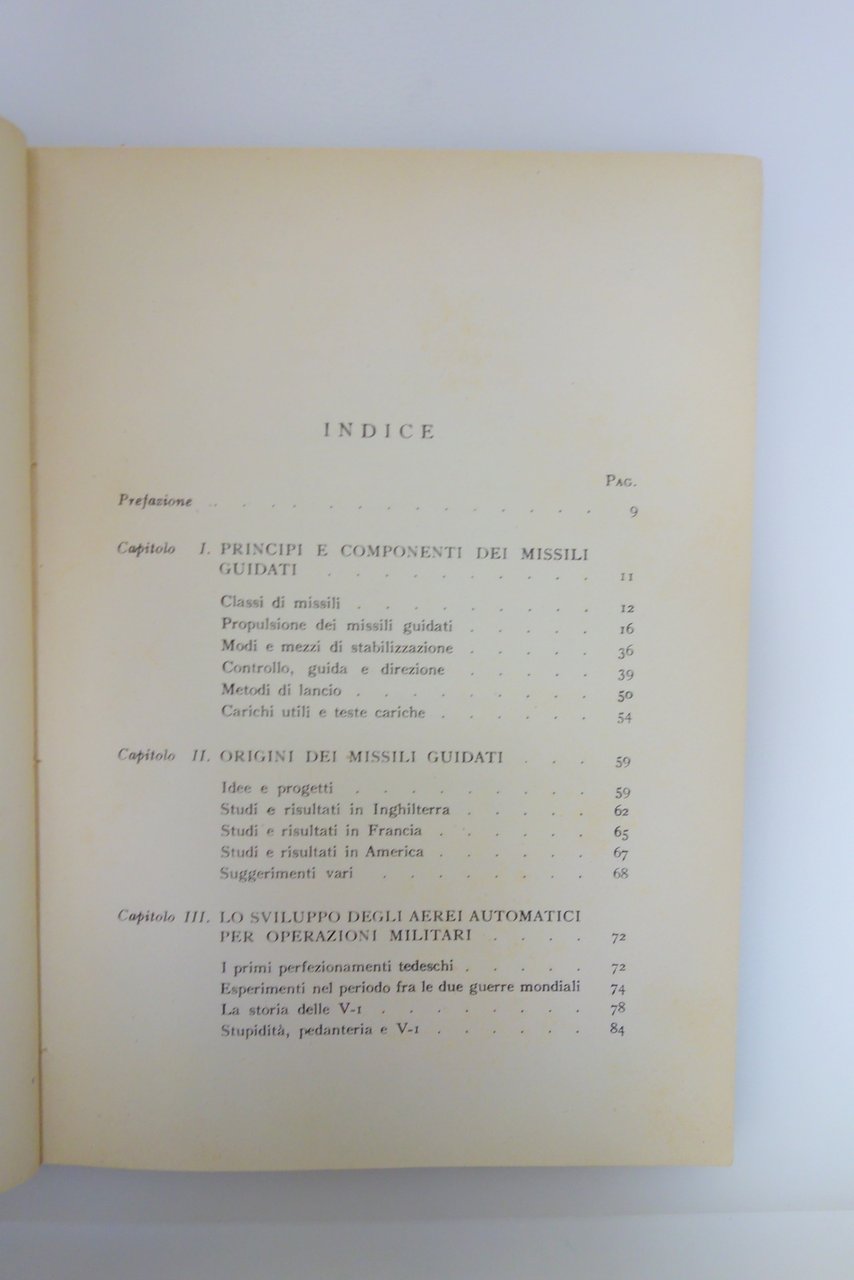 INDICE
PAG.
Prefazione . . . . . . . . . . . . . . 9
Capitolo I. PRINCIPI E COMPONENTI DEI MISSILI
GUIDATI . . . . . . . . . . 11
Classi di missili . . . . . . . . . 12
Propulsione dei missili guidati . . . . . 16
Modi e mezzi di stabilizzazione . . . . . 36
Controllo, guida e direzione . . . . . 39
Metodi di lancio . . . . . . . . . 50
Carichi utili e teste cariche . . . . . . 54
Capitolo II. ORIGINI DEI MISSILI GUIDATI . . . 59
Idee e progetti . . . . . . . . . 59
Studi e risultati in Inghilterra . . . . . 62
Studi e risultati in Francia . . . . . . 65
Studi e risultati in America . . . . . . 67
Suggerimenti vari . . . . . . . . 68
Capitolo III. LO SVILUPPO DEGLI AEREI AUTOMATICI
PER OPERAZIONI MILITARI . . . . 72
I primi perfezionamenti tedeschi . . . . . 72
Esperimenti nel periodo fra le due guerre mondiali 74
La storia delle V-1 . . . . . . . . 78
Stupidità, pedanteria e V-1 . . . . . . 84